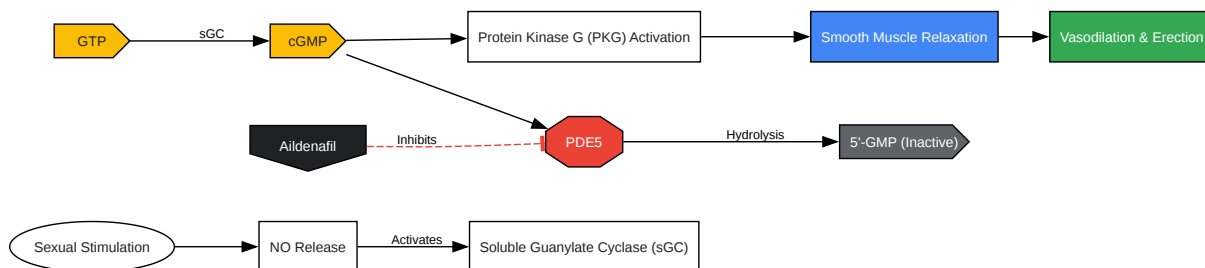 GTP
sGC
cGMP
Protein Kinase G (PKG) Activation
Smooth Muscle Relaxation
Vasodilation & Erection
Aildenafil
Inhibits
PDE5
Hydrolysis
5'-GMP (Inactive)
Sexual Stimulation
NO Release
Activates
Soluble Guanylate Cyclase (sGC)